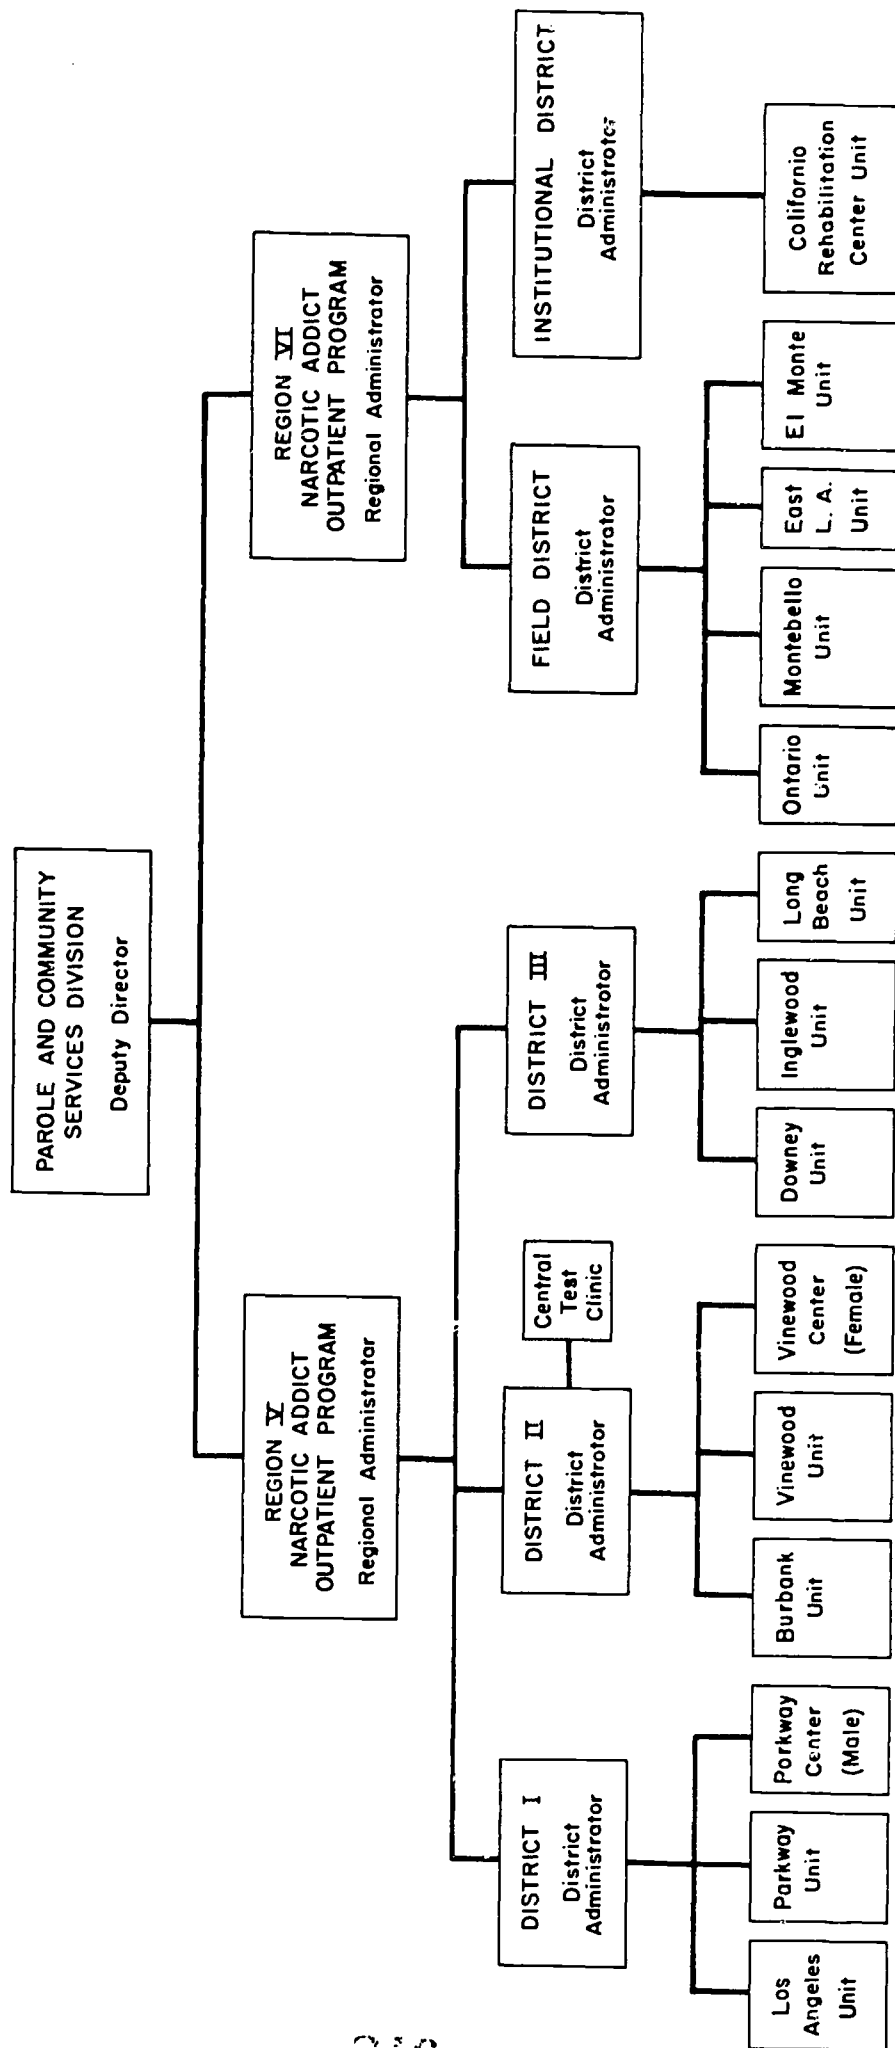 PAROLE AND COMMUNITY
SERVICES DIVISION
Deputy Director
REGION V
NARCOTIC ADDICT
OUTPATIENT PROGRAM
Regional Administrator
REGION VI
NARCOTIC ADDICT
OUTPATIENT PROGRAM
Regional Administrator
DISTRICT I
District
Administrator
DISTRICT II
District
Administrator
Central
Test
Clinic
DISTRICT III
District
Administrator
FIELD DISTRICT
District
Administrator
INSTITUTIONAL DISTRICT
District
Administrator
Los
Angeles
Unit
Parkway
Unit
Parkway
Center
(Male)
Burbank
Unit
Vinewood
Unit
Vinewood
Center
(Female)
Downey
Unit
Inglewood
Unit
Long
Beach
Unit
Ontario
Unit
Montebello
Unit
East
L. A.
Unit
El Monte
Unit
California
Rehabilitation
Center Unit